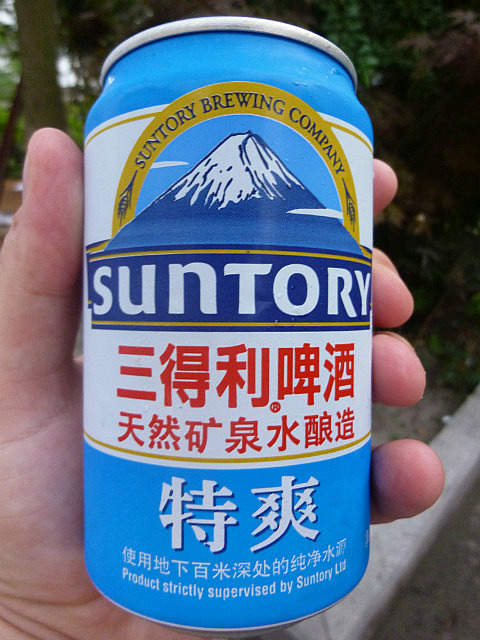 SUNTORY BREWING COMPANY
SUNTORY
三得利啤酒
®
天然矿泉水酿造
特爽
使用地下百米深处的纯净水源
Product strictly supervised by Suntory Ltd